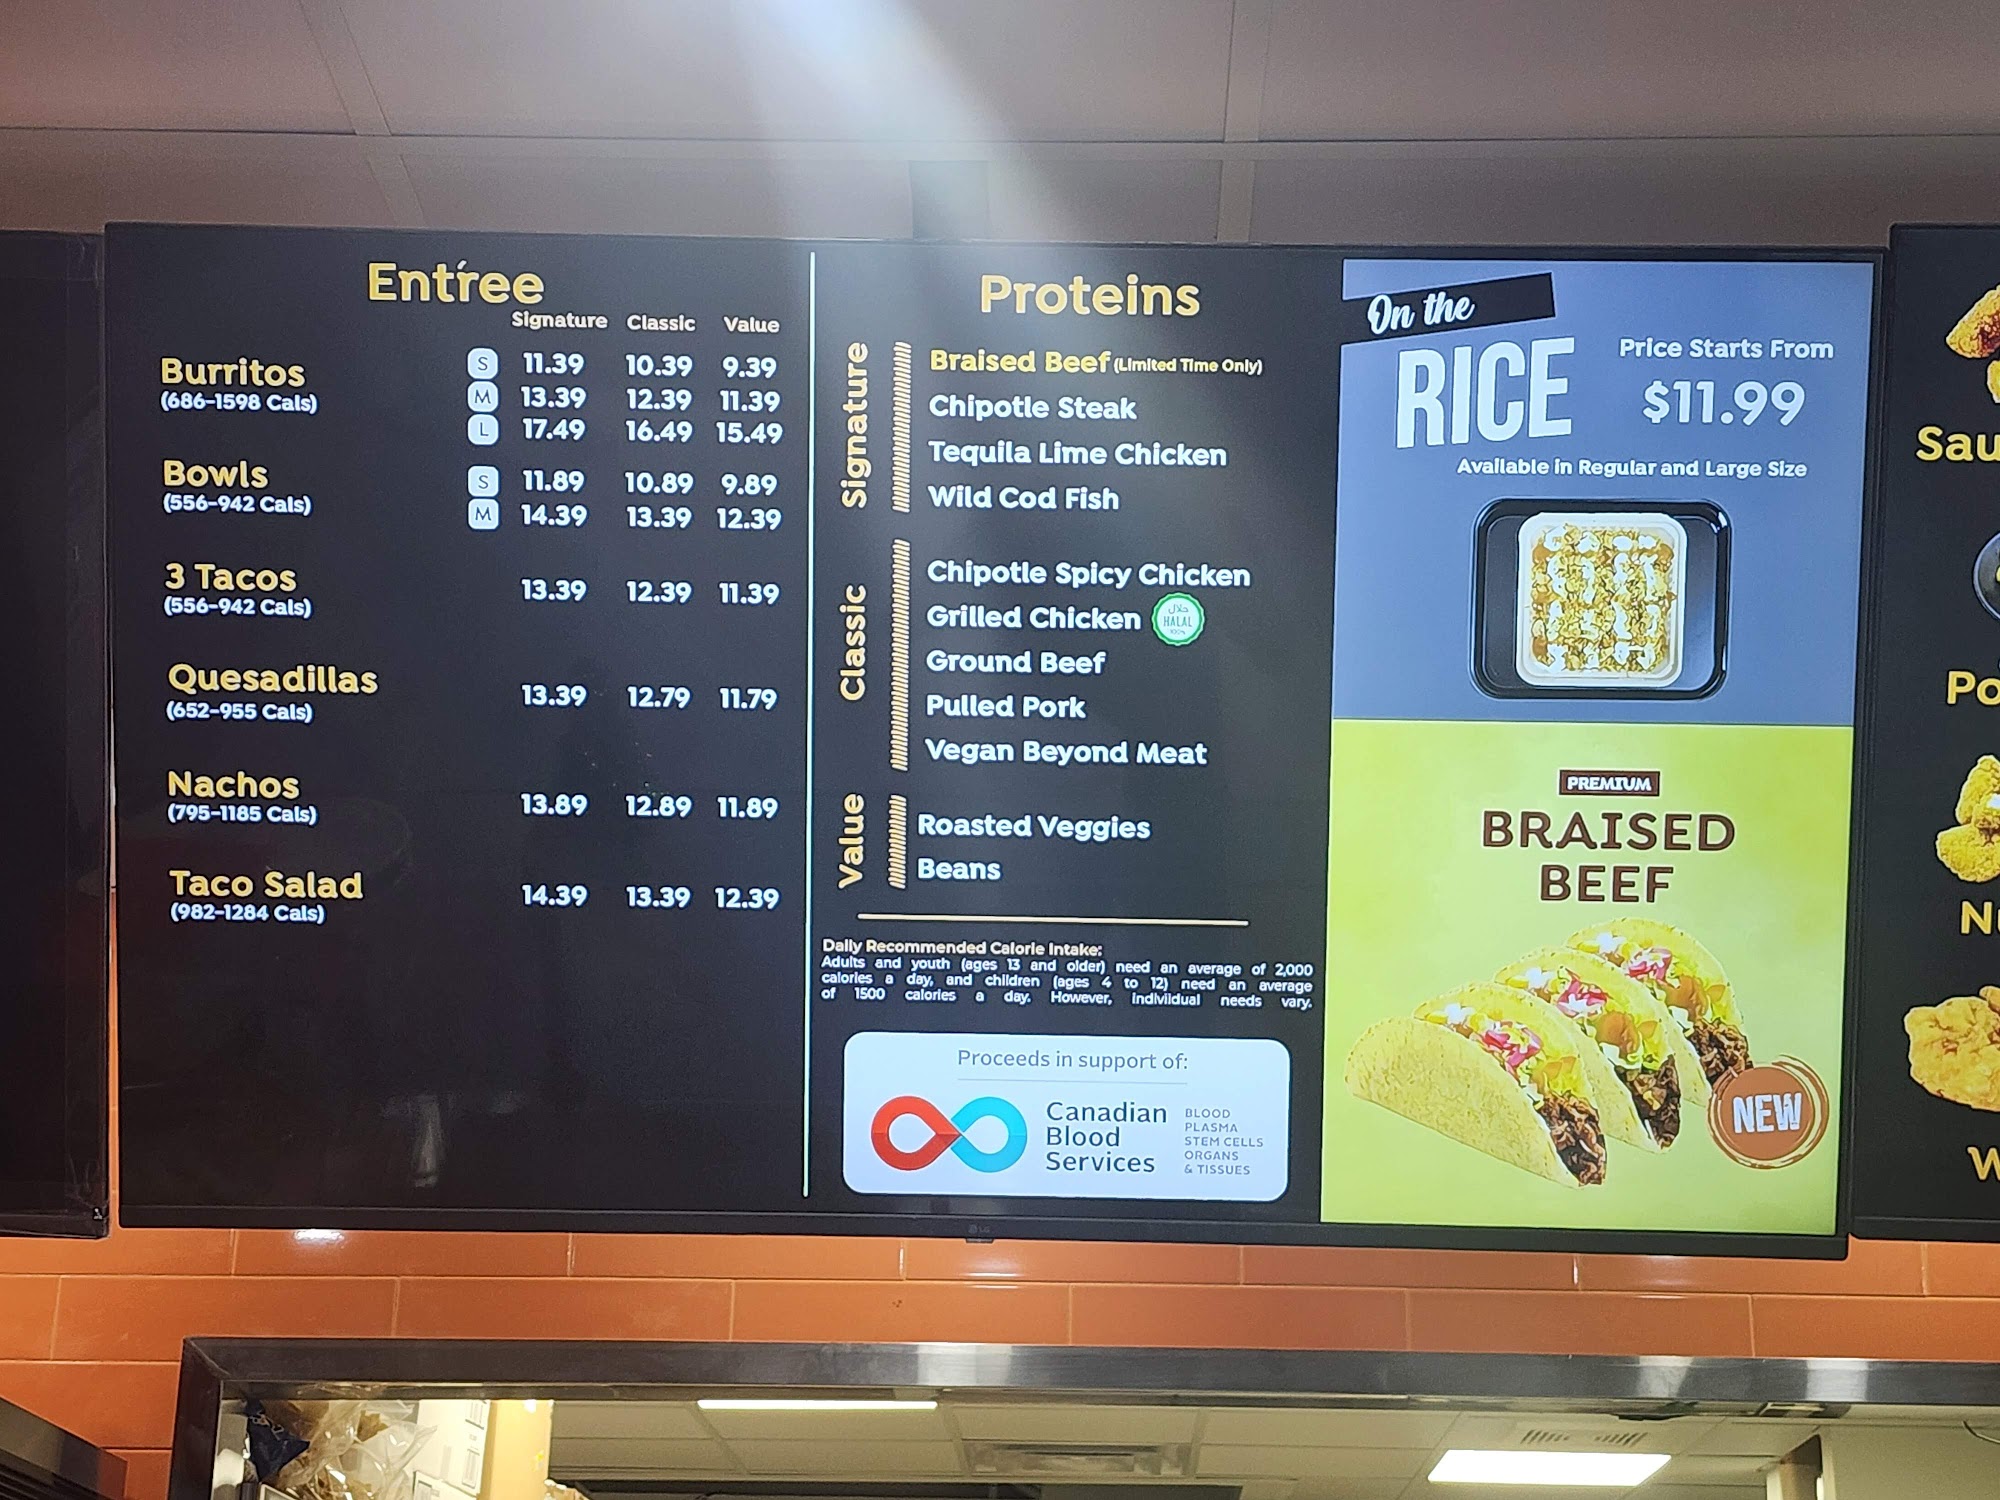 Entŕee
Signature Classic Value
Burritos
(686-1598 Cals)
S 11.39 10.39 9.39
M 13.39 12.39 11.39
L 17.49 16.49 15.49
Bowls
(556-942 Cals)
S 11.89 10.89 9.89
M 14.39 13.39 12.39
3 Tacos
(556-942 Cals)
13.39 12.39 11.39
Quesadillas
(652-955 Cals)
13.39 12.79 11.79
Nachos
(795-1185 Cals)
13.89 12.89 11.89
Taco Salad
(982-1284 Cals)
14.39 13.39 12.39
Proteins
Signature
Braised Beef (Limited Time Only)
Chipotle Steak
Tequila Lime Chicken
Wild Cod Fish
Classic
Chipotle Spicy Chicken
Grilled Chicken
حلال
HALAL
100%
Ground Beef
Pulled Pork
Vegan Beyond Meat
Value
Roasted Veggies
Beans
Daily Recommended Calorie Intake:
Adults and youth (ages 13 and older) need an average of 2,000
calories a day, and children (ages 4 to 12) need an average
of 1500 calories a day. However, indiviidual needs vary.
Proceeds in support of:
Canadian
Blood
Services
BLOOD
PLASMA
STEM CELLS
ORGANS
& TISSUES
On the
RICE
Price Starts From
$11.99
Available in Regular and Large Size
PREMIUM
BRAISED
BEEF
NEW
LG
Sau
Po
N
W